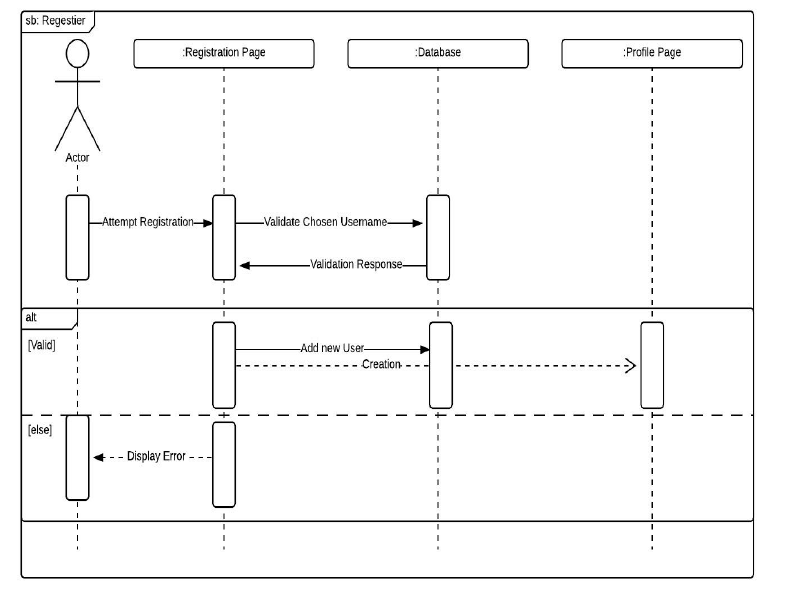 sb: Regestier
:Registration Page
:Database
:Profile Page
Actor
Attempt Registration
Validate Chosen Username
Validation Response
alt
[Valid]
Add new User
Creation
[else]
Display Error